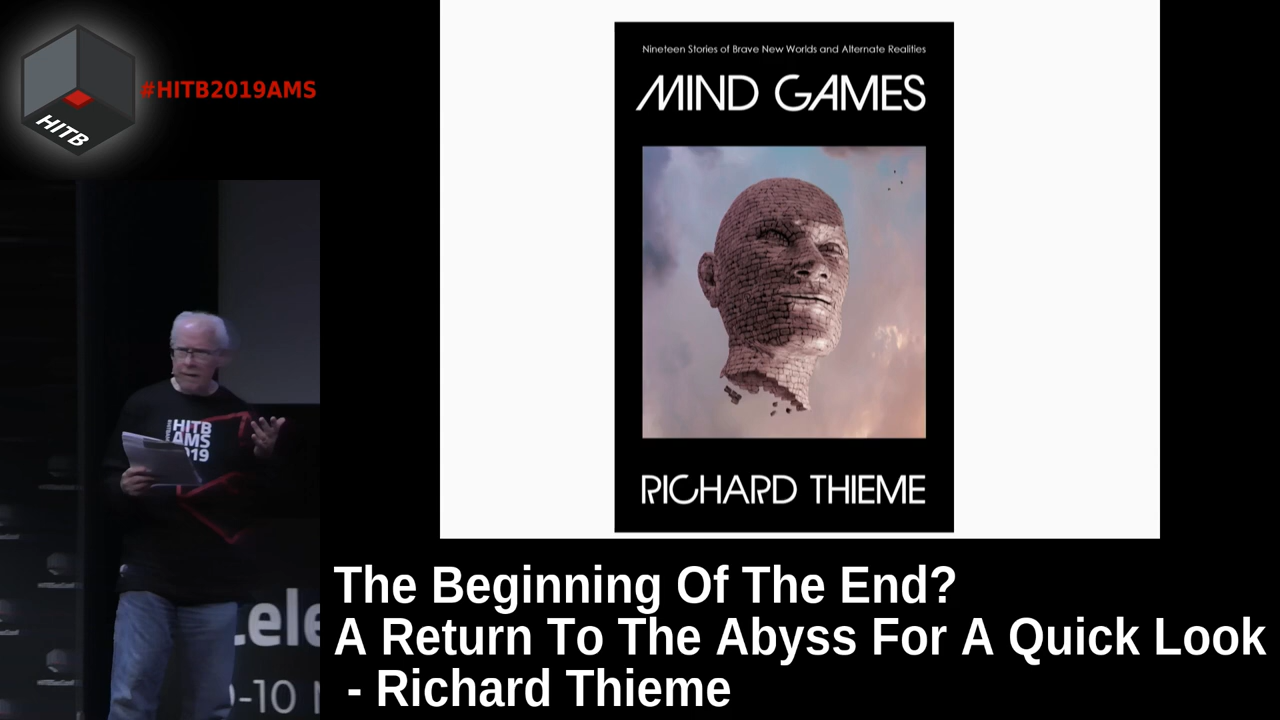 #HITB2019AMS
HITB
Nineteen Stories of Brave New Worlds and Alternate Realities
MIND GAMES
RICHARD THIEME
HITB
AMS
The Beginning Of The End?
A Return To The Abyss For A Quick Look
- Richard Thieme